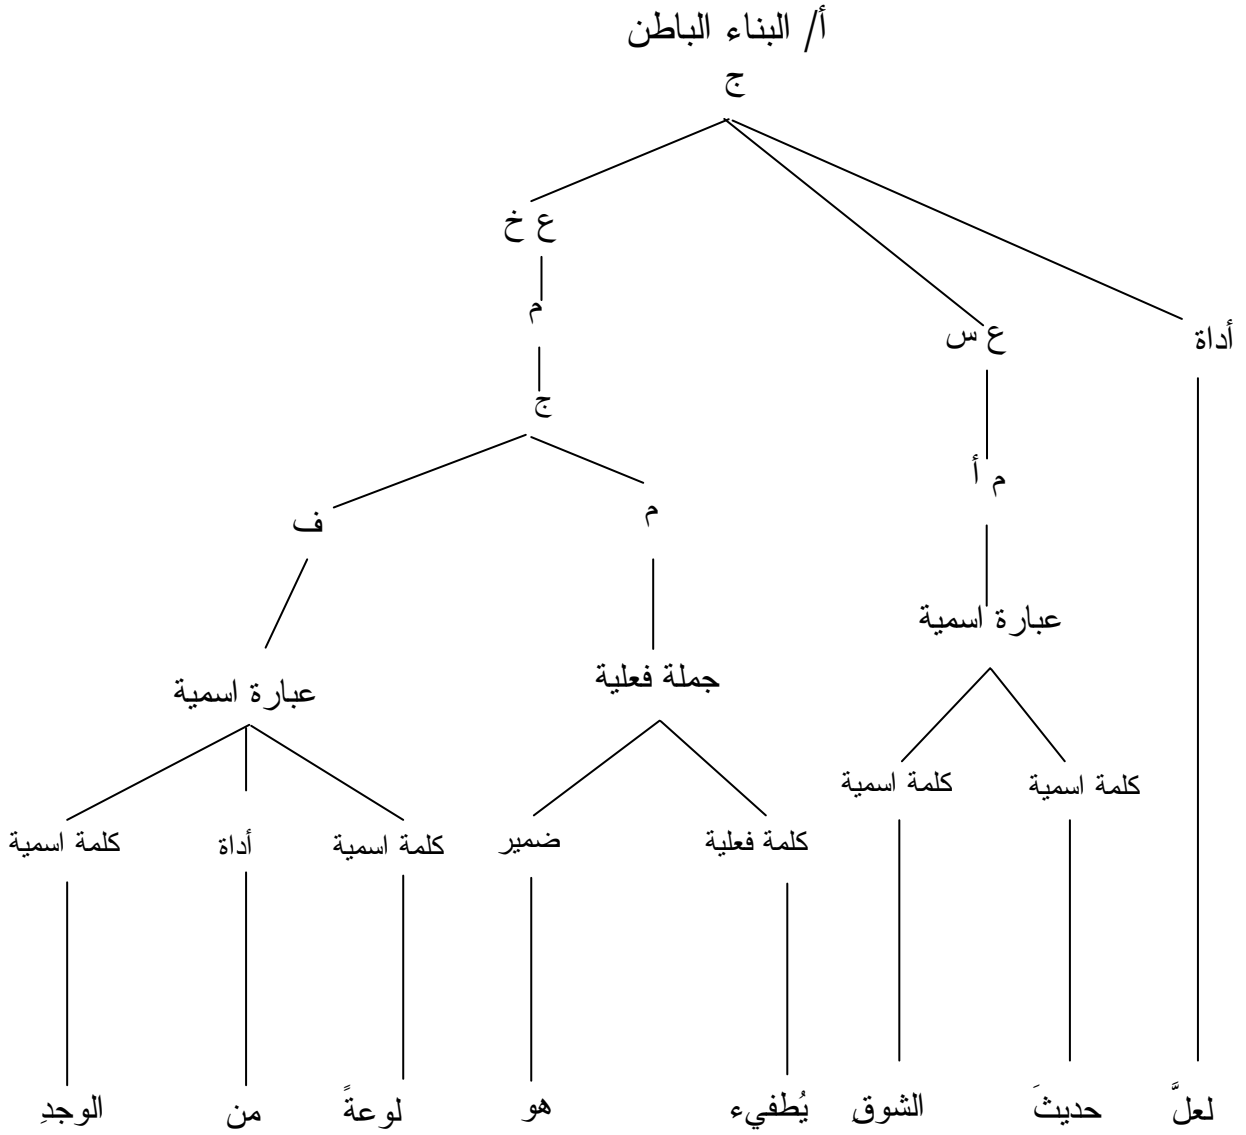 أ/ البناء الباطن
ج
ع خ
أداة
ع س
م
ج
م أ
م
ف
عبارة اسمية
جملة فعلية
عبارة اسمية
كلمة اسمية
كلمة اسمية
كلمة فعلية
ضمير
كلمة اسمية
أداة
كلمة اسمية
لعلَّ حديثَ الشوقِ يُطفيء هو لوعةً من الوجدِ